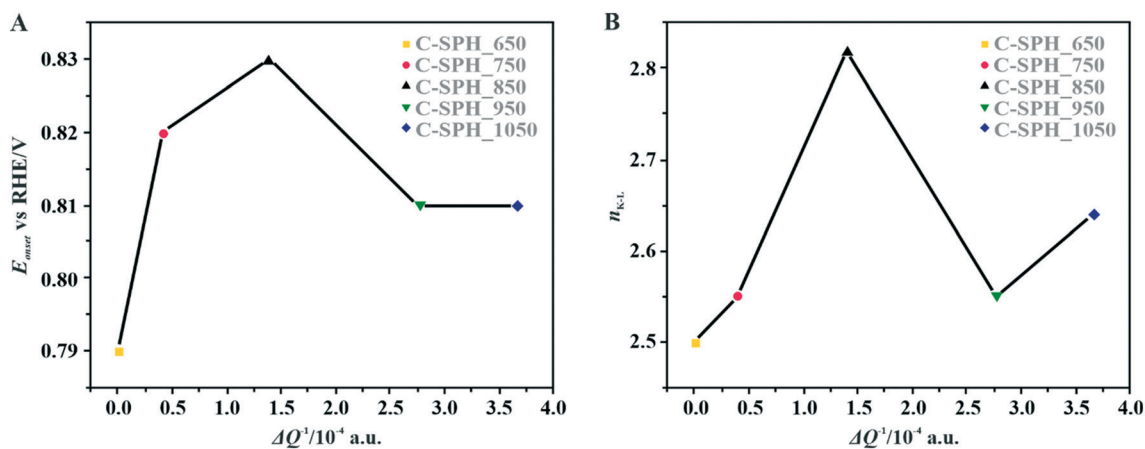 A
C-SPH_650
C-SPH_750
C-SPH_850
C-SPH_950
C-SPH_1050
0.83
0.82
0.81
0.80
0.79
E_onset vs RHE/V
0.0 0.5 1.0 1.5 2.0 2.5 3.0 3.5 4.0
ΔQ⁻¹/10⁻⁴ a.u.
B
C-SPH_650
C-SPH_750
C-SPH_850
C-SPH_950
C-SPH_1050
2.8
2.7
2.6
2.5
n_K-L
0.0 0.5 1.0 1.5 2.0 2.5 3.0 3.5 4.0
ΔQ⁻¹/10⁻⁴ a.u.